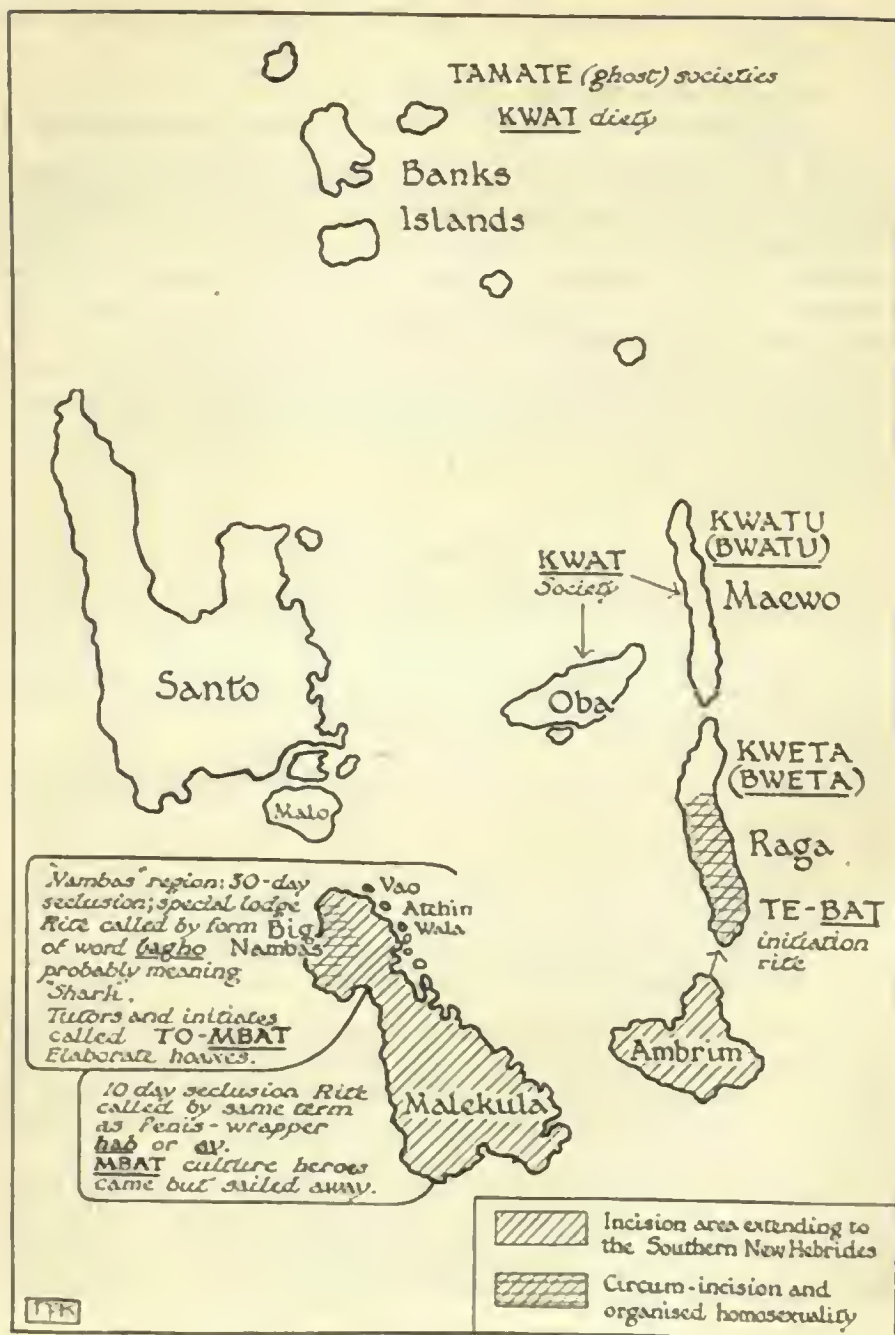 TAMATE (ghost) societies
KWAT diety
Banks
Islands
KWATU
(BWATU)
Maewo
KWAT
Society
Santo
Oba
Malo
KWETA
(BWETA)
Raga
TE-BAT
initiation
rite
"Nambas" region: 30-day
seclusion; special lodge
Rite called by form
of word bagho
probably meaning
"Shark".
Tutors and initiates
called TO-MBAT
Elaborate hoaxes.
Big
Nambas
Vao
Atchin
Wala
Ambrim
Malekula
10 day seclusion Rite
called by same term
as Penis-wrapper
hab or av.
MBAT culture heroes
came but sailed away.
Incision area extending to
the Southern New Hebrides
Circum-incision and
organised homosexuality